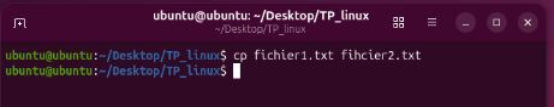 ubuntu@ubuntu: ~/Desktop/TP_linux
~/Desktop/TP_linux
ubuntu@ubuntu:~/Desktop/TP_linux$ cp fichier1.txt fihcier2.txt
ubuntu@ubuntu:~/Desktop/TP_linux$